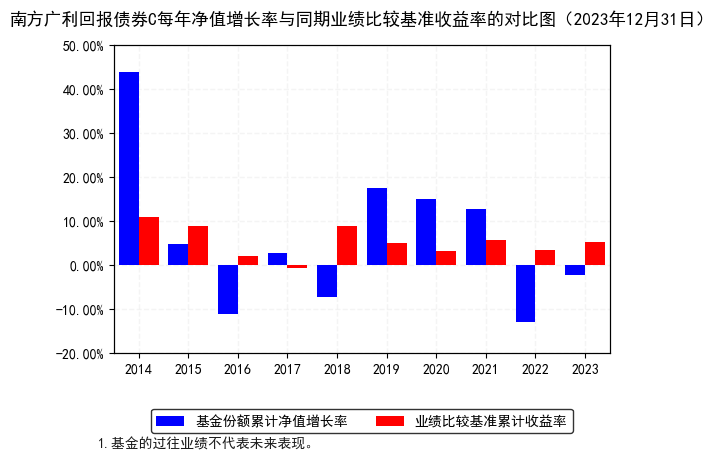 南方广利回报债券C每年净值增长率与同期业绩比较基准收益率的对比图（2023年12月31日）
50.00%
40.00%
30.00%
20.00%
10.00%
0.00%
-10.00%
-20.00%
2014 2015 2016 2017 2018 2019 2020 2021 2022 2023
基金份额累计净值增长率 业绩比较基准累计收益率
1.基金的过往业绩不代表未来表现。